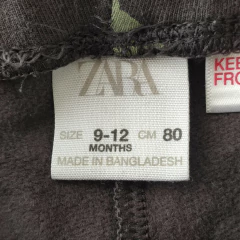 ZARA
SIZE 9-12 CM 80
MONTHS
MADE IN BANGLADESH
KEE
FRO